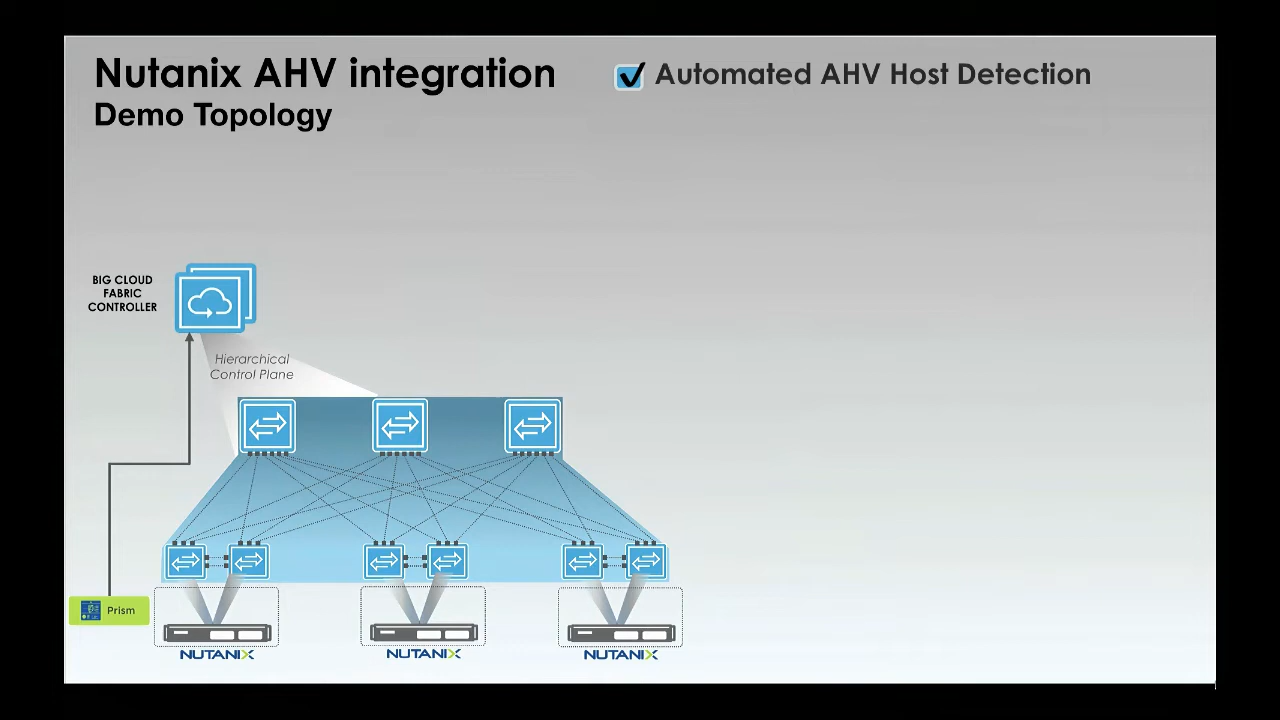 Nutanix AHV integration
Demo Topology
Automated AHV Host Detection
BIG CLOUD
FABRIC
CONTROLLER
Hierarchical
Control Plane
Prism
NUTANIX
NUTANIX
NUTANIX